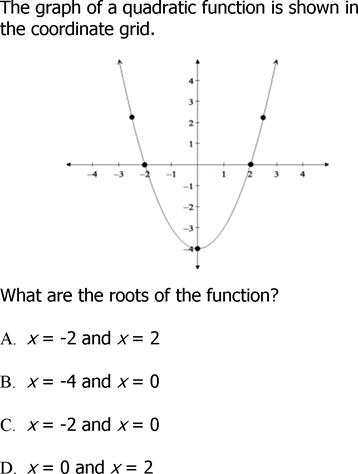 The graph of a quadratic function is shown in
the coordinate grid.
4
3
2
1
-4 -3 -2 -1 1 2 3 4
-1
-2
-3
-4
What are the roots of the function?
A. x = -2 and x = 2
B. x = -4 and x = 0
C. x = -2 and x = 0
D. x = 0 and x = 2